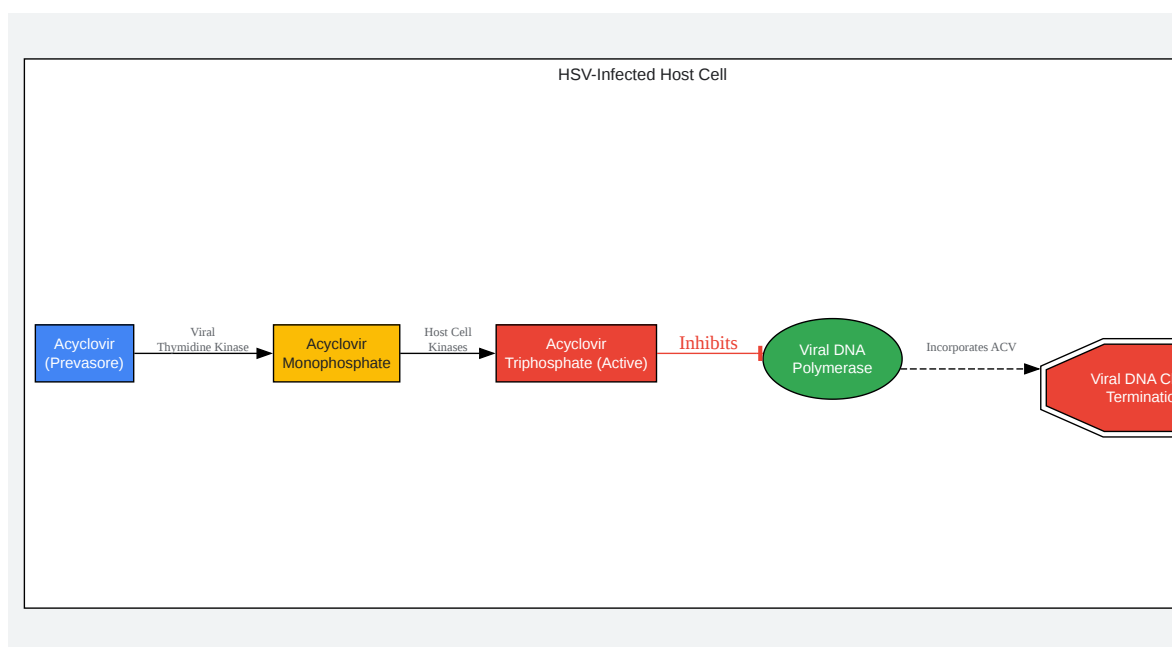 HSV-Infected Host Cell
Acyclovir
(Prevasore)
Viral
Thymidine Kinase
Acyclovir
Monophosphate
Host Cell
Kinases
Acyclovir
Triphosphate (Active)
Inhibits
Viral DNA
Polymerase
Incorporates ACV
Viral DNA